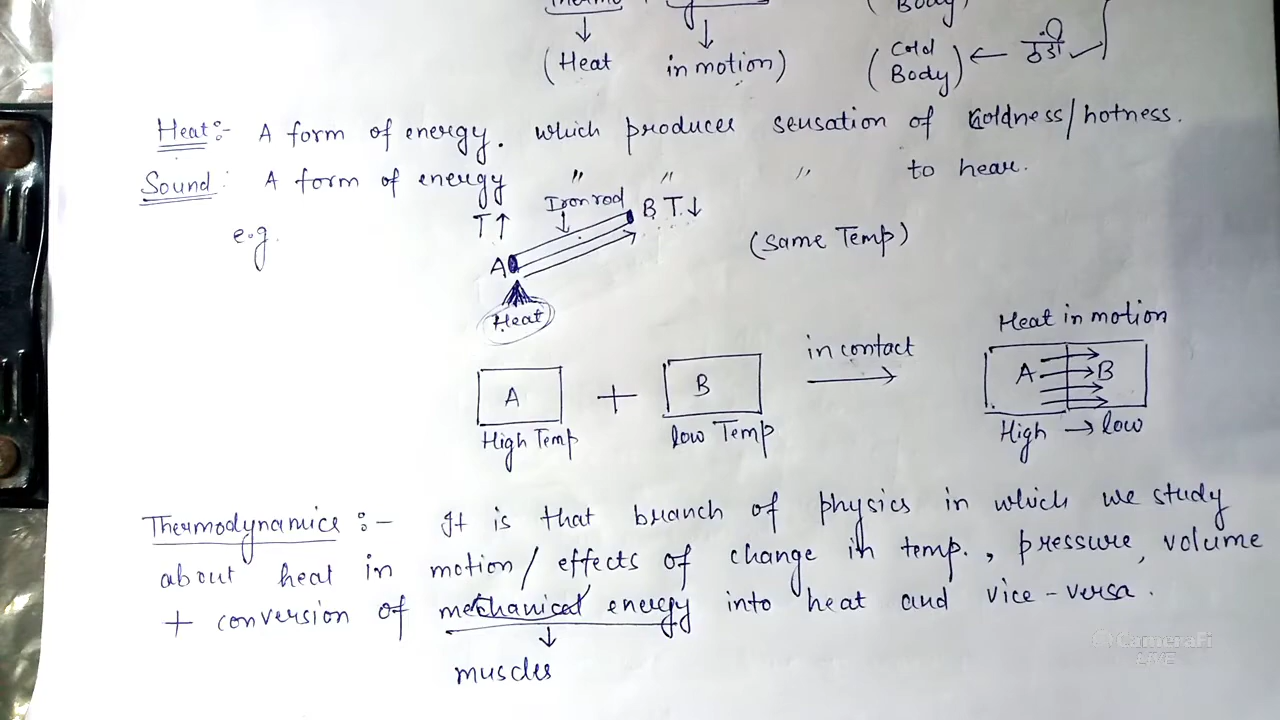 Thermo
(Heat in motion)
Body)
(Cold Body) ←
Heat:- A form of energy. which produces sensation of coldness/hotness.
Sound: A form of energy " " " to hear.
e.g.
T↑ Iron rod B T↓
A
(Same Temp)
Heat
Heat in motion
in contact
A + B → A B
High Temp low Temp High → low
Thermodynamics :- It is that branch of physics in which we study
about heat in motion/effects of change in temp., pressure, volume
+ conversion of mechanical energy into heat and vice-versa.
↓
muscles
CameraFi
LIVE